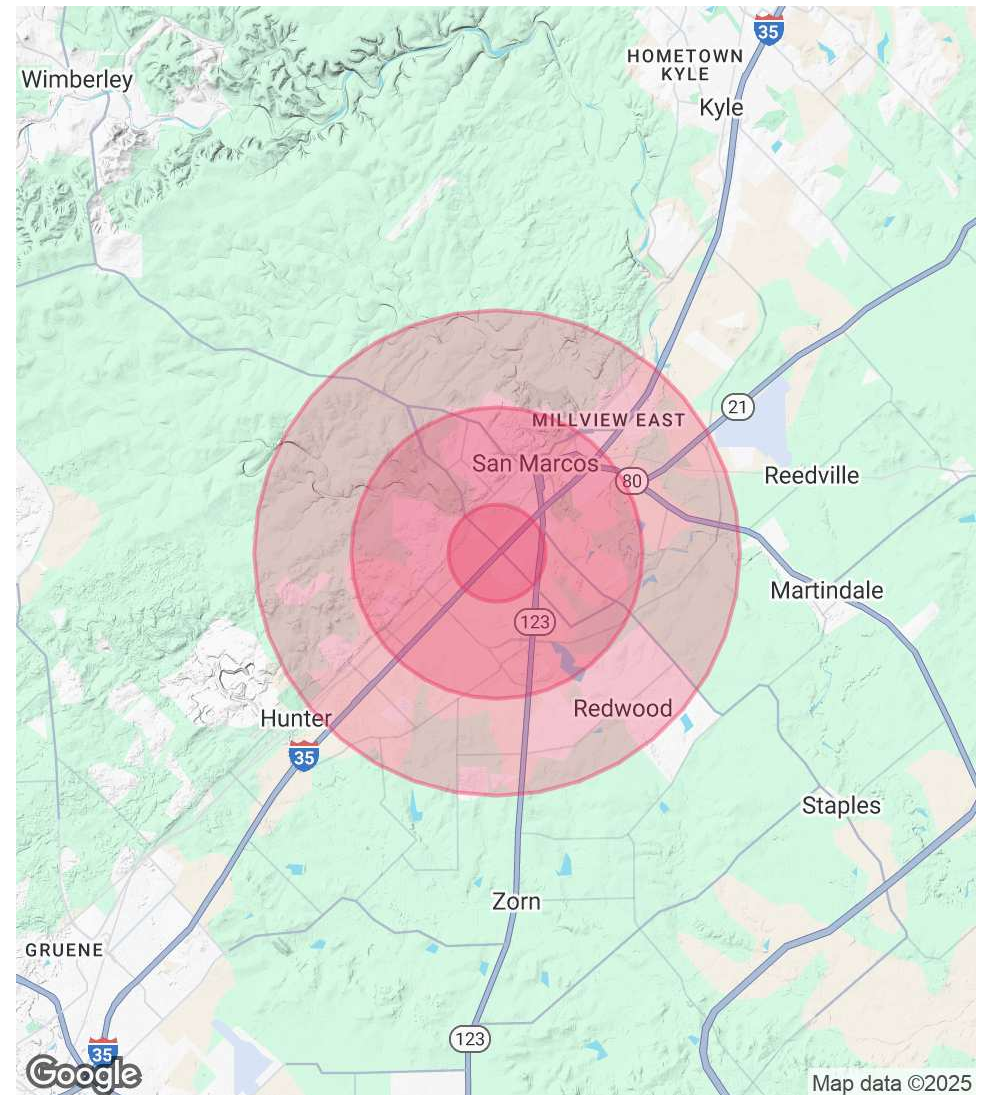 35
HOMETOWN
KYLE
Wimberley
Kyle
21
MILLVIEW EAST
San Marcos
80
Reedville
Martindale
123
Redwood
Hunter
35
Staples
Zorn
GRUENE
123
35
Google
Map data ©2025